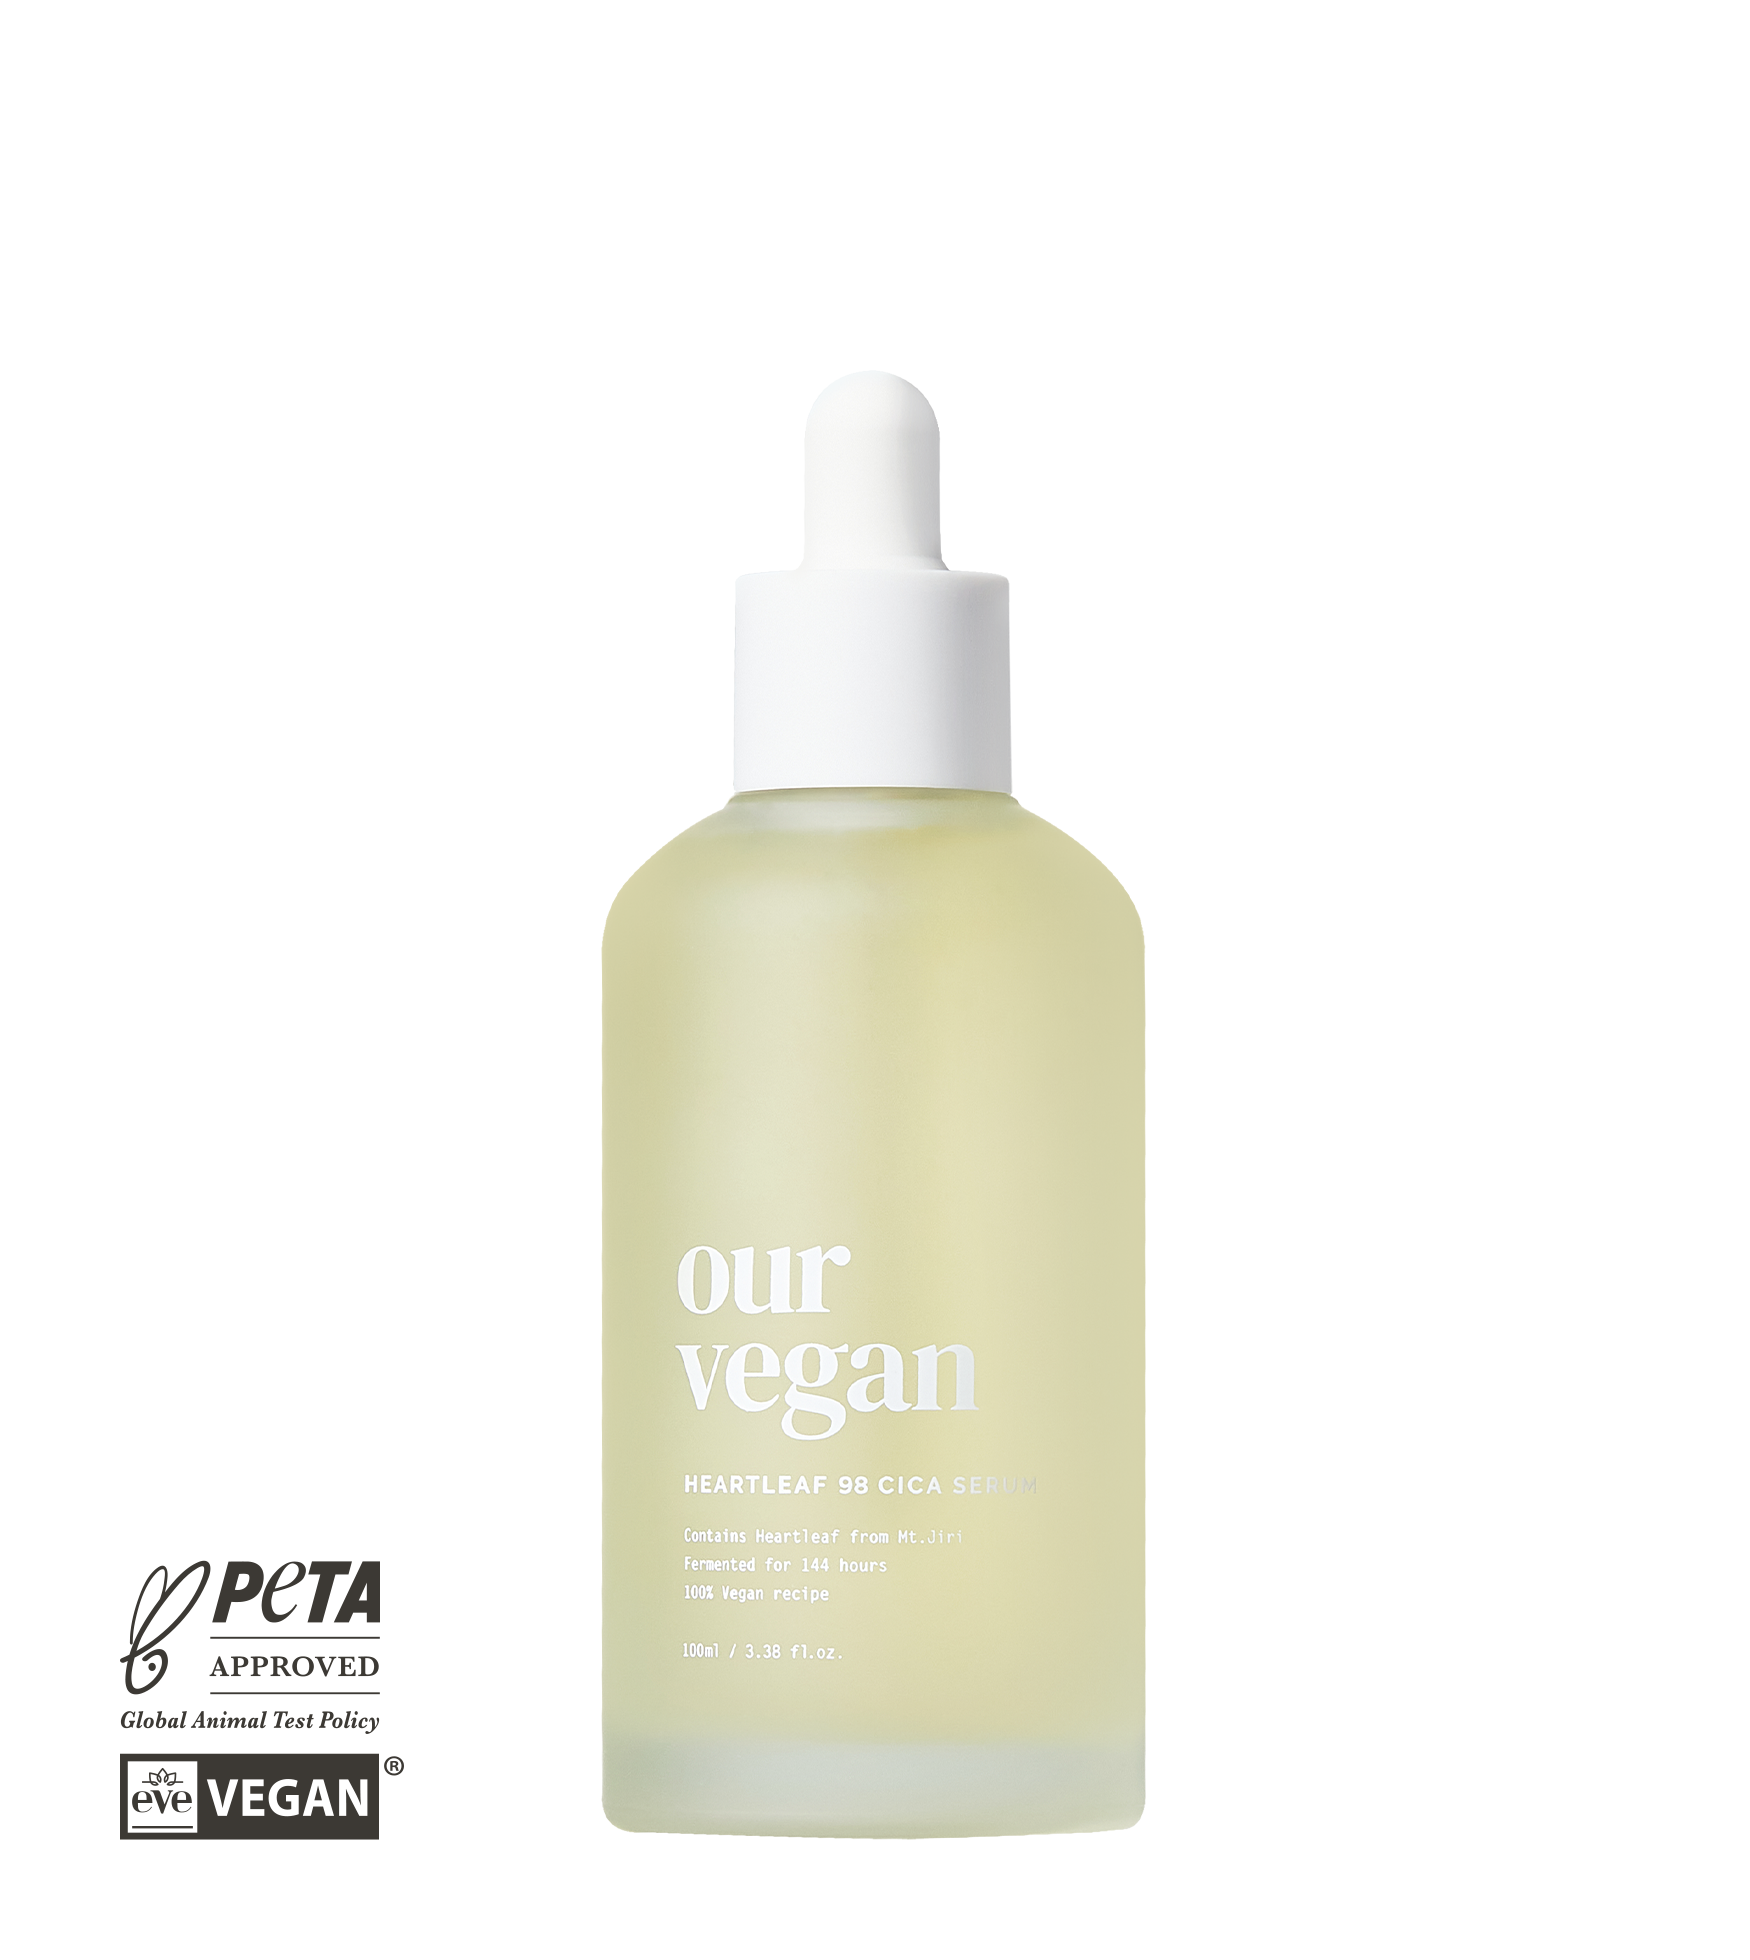 our
vegan
HEARTLEAF 98 CICA SERUM
Contains Heartleaf from Mt.Jiri
Fermented for 144 hours
100% Vegan recipe
100ml / 3.38 fl.oz.
PeTA
APPROVED
Global Animal Test Policy
eve VEGAN®